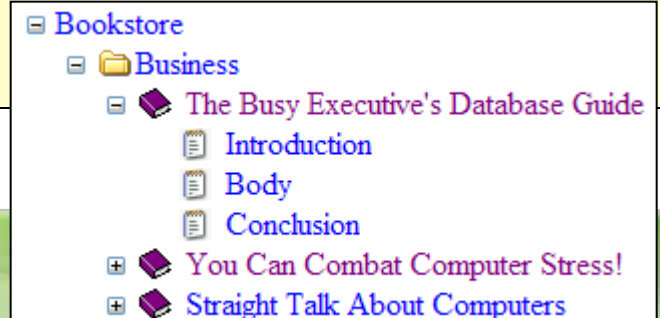 Bookstore
Business
The Busy Executive's Database Guide
Introduction
Body
Conclusion
You Can Combat Computer Stress!
Straight Talk About Computers